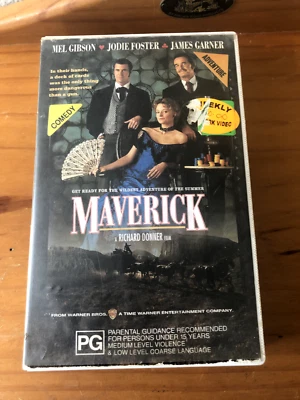 MEL GIBSON ♥ JODIE FOSTER ♥ JAMES GARNER
In their hands,
a deck of cards
was the only thing
more dangerous
than a gun.
ADVENTURE
COMEDY
WEEKLY
VIDEO
GET READY FOR THE WILDEST ADVENTURE OF THE SUMMER
MAVERICK
A RICHARD DONNER FILM
FROM WARNER BROS. A TIME WARNER ENTERTAINMENT COMPANY
PG
PARENTAL GUIDANCE RECOMMENDED
FOR PERSONS UNDER 15 YEARS
MEDIUM LEVEL VIOLENCE
& LOW LEVEL COARSE LANGUAGE